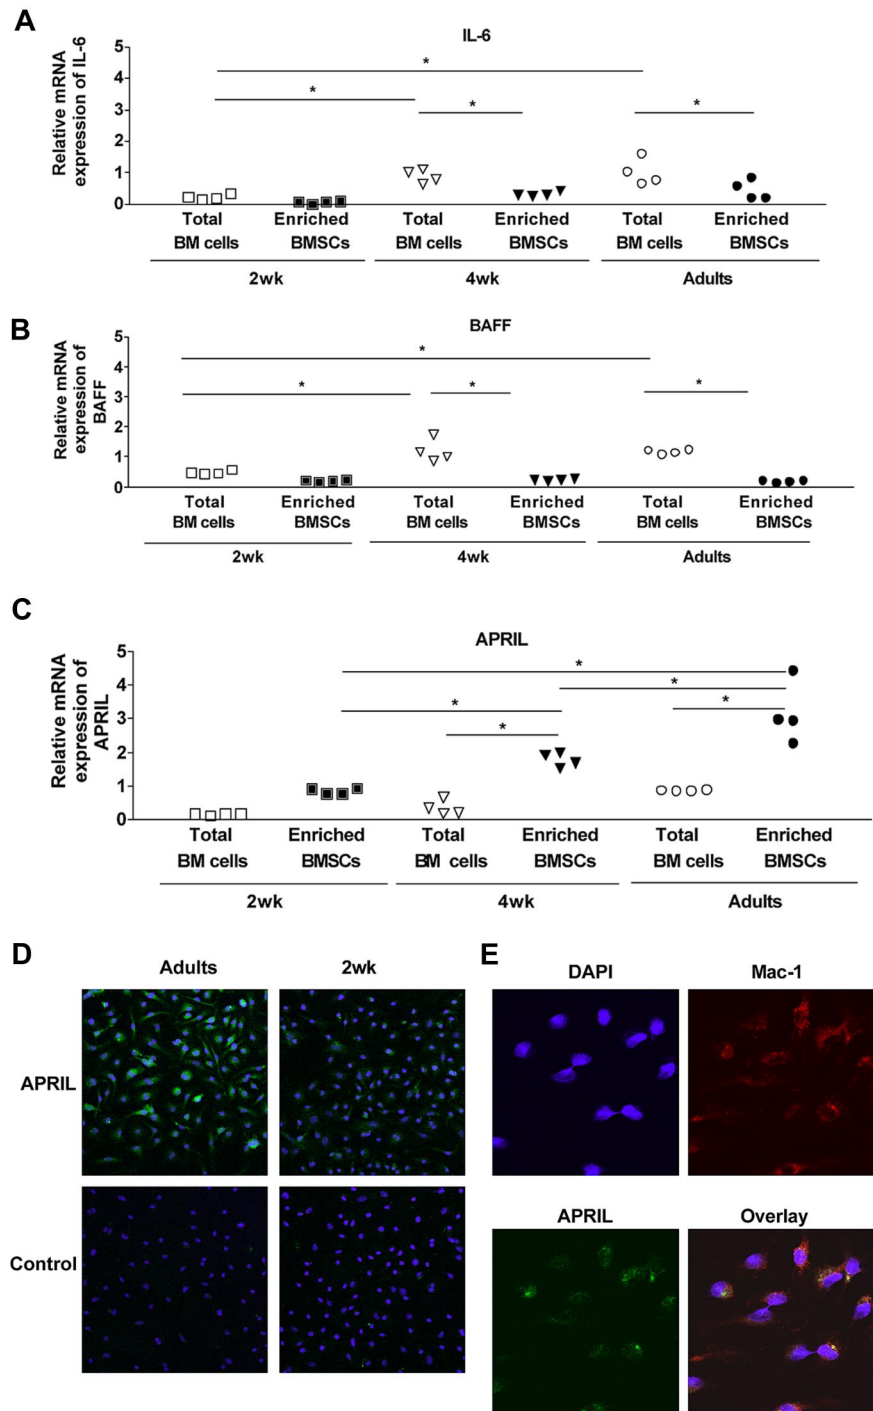 A
IL-6
Relative mRNA
expression of IL-6
5
4
3
2
1
0
*
*
*
*
Total
BM cells
Enriched
BMSCs
Total
BM cells
Enriched
BMSCs
Total
BM cells
Enriched
BMSCs
2wk
4wk
Adults
B
BAFF
Relative mRNA
expression of
BAFF
5
4
3
2
1
0
*
*
*
*
Total
BM cells
Enriched
BMSCs
Total
BM cells
Enriched
BMSCs
Total
BM cells
Enriched
BMSCs
2wk
4wk
Adults
C
APRIL
Relative mRNA
expression of
APRIL
5
4
3
2
1
0
*
*
*
*
*
Total
BM cells
Enriched
BMSCs
Total
BM cells
Enriched
BMSCs
Total
BM cells
Enriched
BMSCs
2wk
4wk
Adults
D
Adults
2wk
APRIL
Control
E
DAPI
Mac-1
APRIL
Overlay